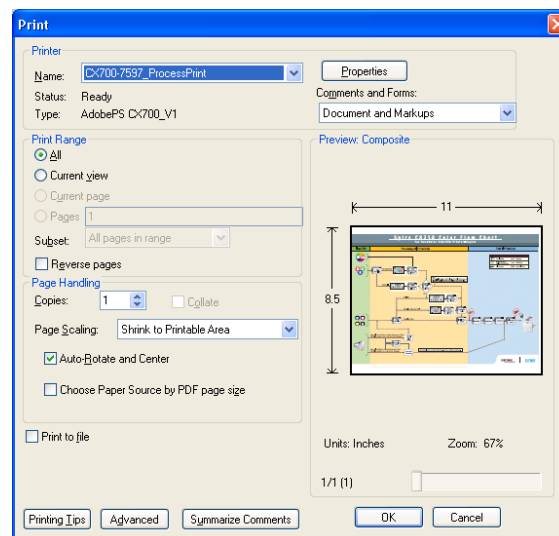 Print
Printer
Name: CX700-7597_ProcessPrint
Properties
Status: Ready
Comments and Forms:
Type: AdobePS CX700_V1
Document and Markups
Print Range
All
Current view
Current page
Pages 1
Subset: All pages in range
Reverse pages
Page Handling
Copies: 1
Collate
Page Scaling: Shrink to Printable Area
Auto-Rotate and Center
Choose Paper Source by PDF page size
Print to file
Preview: Composite
11
8.5
Units: Inches Zoom: 67%
1/1 (1)
Printing Tips
Advanced
Summarize Comments
OK
Cancel